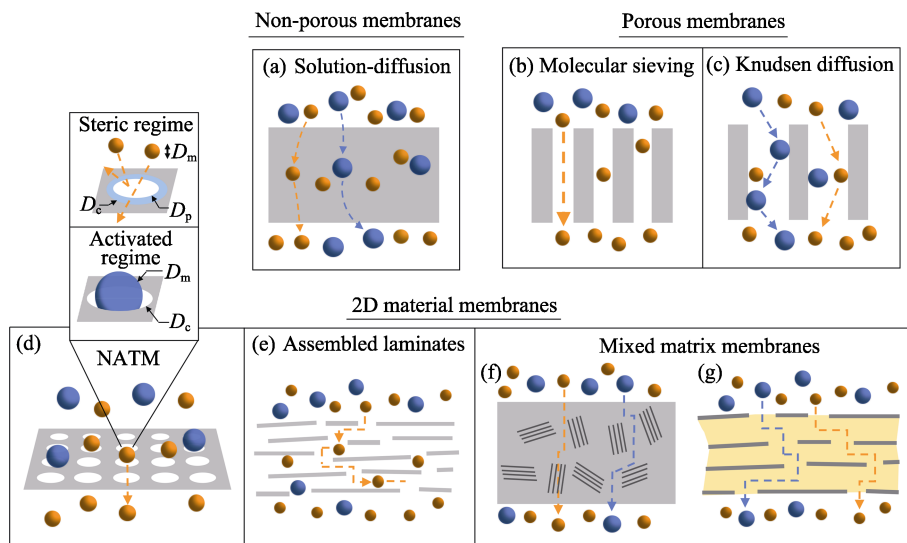 Non-porous membranes
Porous membranes
(a) Solution-diffusion
(b) Molecular sieving
(c) Knudsen diffusion
Steric regime
Dm
Dc
Dp
Activated
regime
Dm
Dc
2D material membranes
(d)
NATM
(e) Assembled laminates
Mixed matrix membranes
(f)
(g)